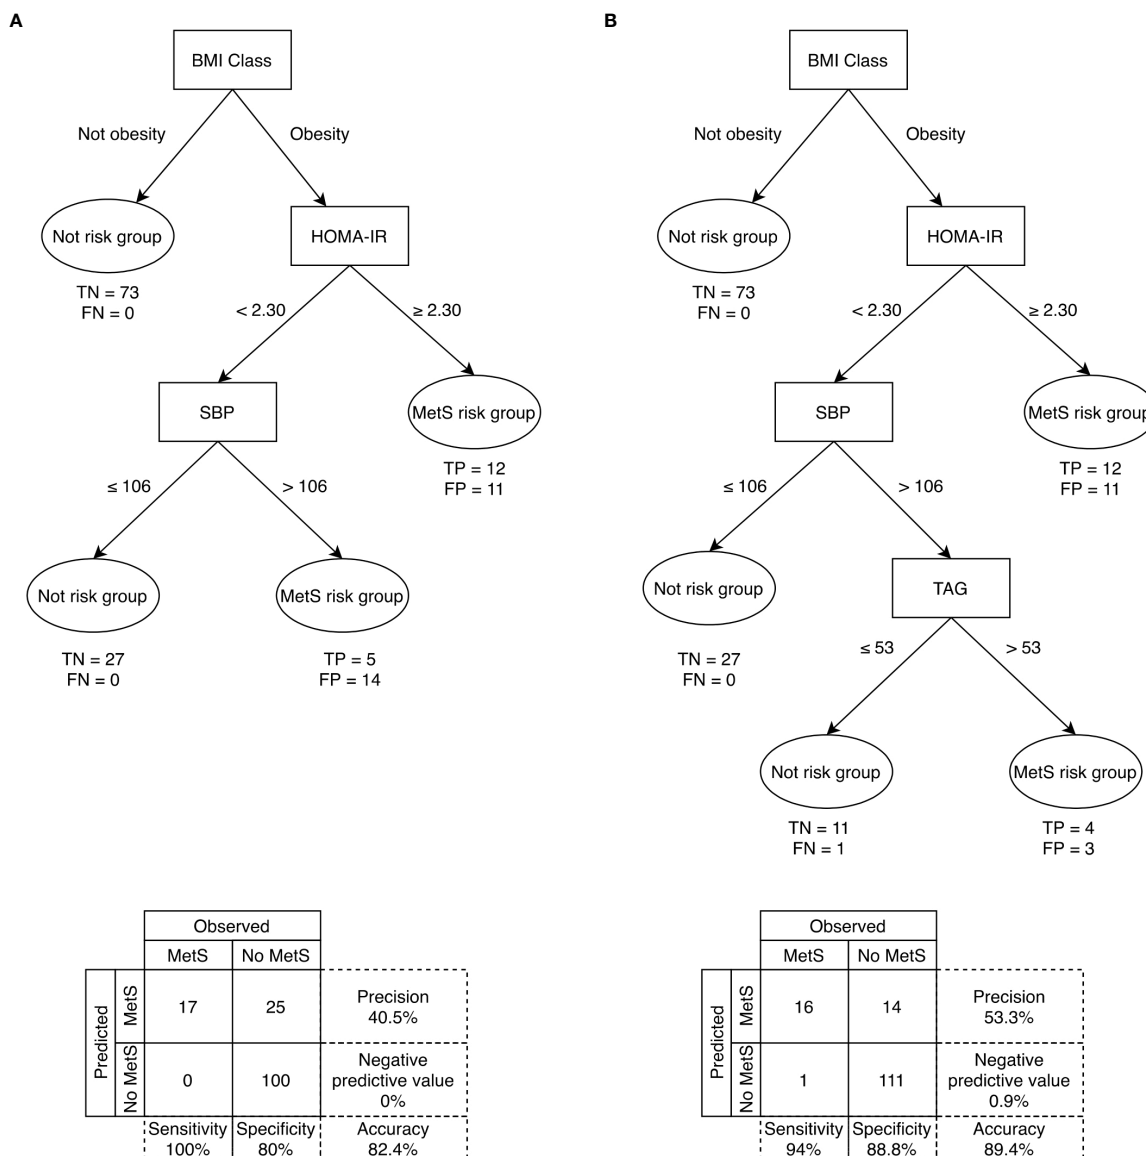 A
BMI Class
Not obesity
Obesity
Not risk group
HOMA-IR
TN = 73
FN = 0
< 2.30
≥ 2.30
SBP
MetS risk group
TP = 12
FP = 11
≤ 106
> 106
Not risk group
MetS risk group
TN = 27
FN = 0
TP = 5
FP = 14
Observed
MetS
No MetS
Predicted
MetS
17
25
Precision
40.5%
No MetS
0
100
Negative
predictive value
0%
Sensitivity
100%
Specificity
80%
Accuracy
82.4%
B
BMI Class
Not obesity
Obesity
Not risk group
HOMA-IR
TN = 73
FN = 0
< 2.30
≥ 2.30
SBP
MetS risk group
TP = 12
FP = 11
≤ 106
> 106
Not risk group
TAG
TN = 27
FN = 0
≤ 53
> 53
Not risk group
MetS risk group
TN = 11
FN = 1
TP = 4
FP = 3
Observed
MetS
No MetS
Predicted
MetS
16
14
Precision
53.3%
No MetS
1
111
Negative
predictive value
0.9%
Sensitivity
94%
Specificity
88.8%
Accuracy
89.4%